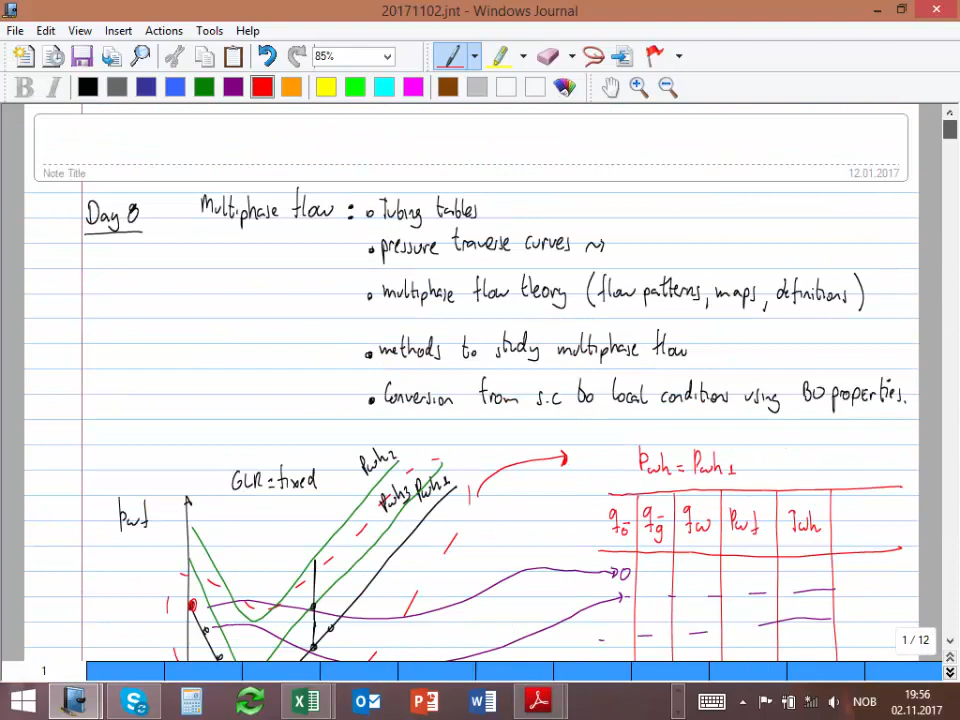 20171102.jnt - Windows Journal
File Edit View Insert Actions Tools Help
85%
B I
Note Title
12.01.2017
Day 8 Multiphase flow : • Tubing tables
• pressure traverse curves
• multiphase flow theory (flow patterns, maps, definitions)
• methods to study multiphase flow
• Conversion from s.c to local conditions using BO properties.
GLR = fixed
Pwh2
Pwh3
Pwh1
Pwf
Pwh = Pwh1
qo qg qw Pwf Twh
0
1 / 12
1
NOB
19:56
02.11.2017